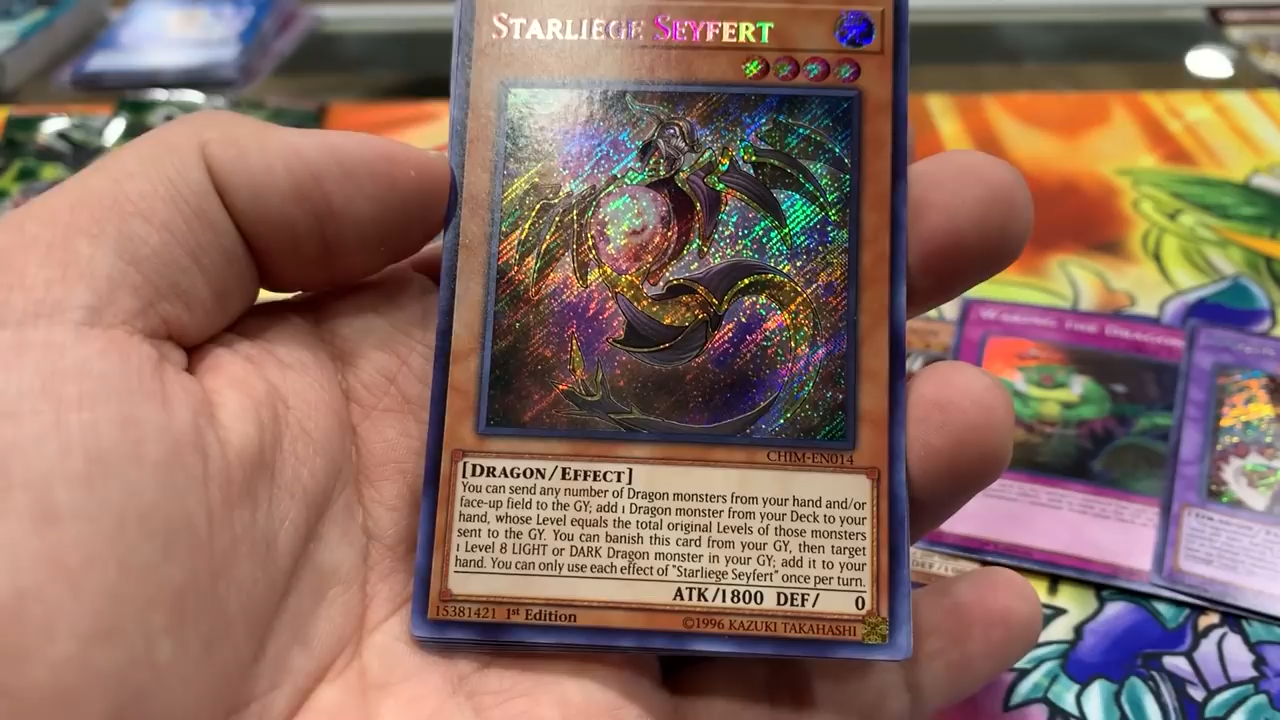 STARLIEGE SEYFERT
CHIM-EN014
[DRAGON/EFFECT]
You can send any number of Dragon monsters from your hand and/or
face-up field to the GY; add 1 Dragon monster from your Deck to your
hand, whose Level equals the total original Levels of those monsters
sent to the GY. You can banish this card from your GY, then target
1 Level 8 LIGHT or DARK Dragon monster in your GY; add it to your
hand. You can only use each effect of "Starliege Seyfert" once per turn.
ATK/1800 DEF/ 0
15381421 1st Edition
©1996 KAZUKI TAKAHASHI
DEF/